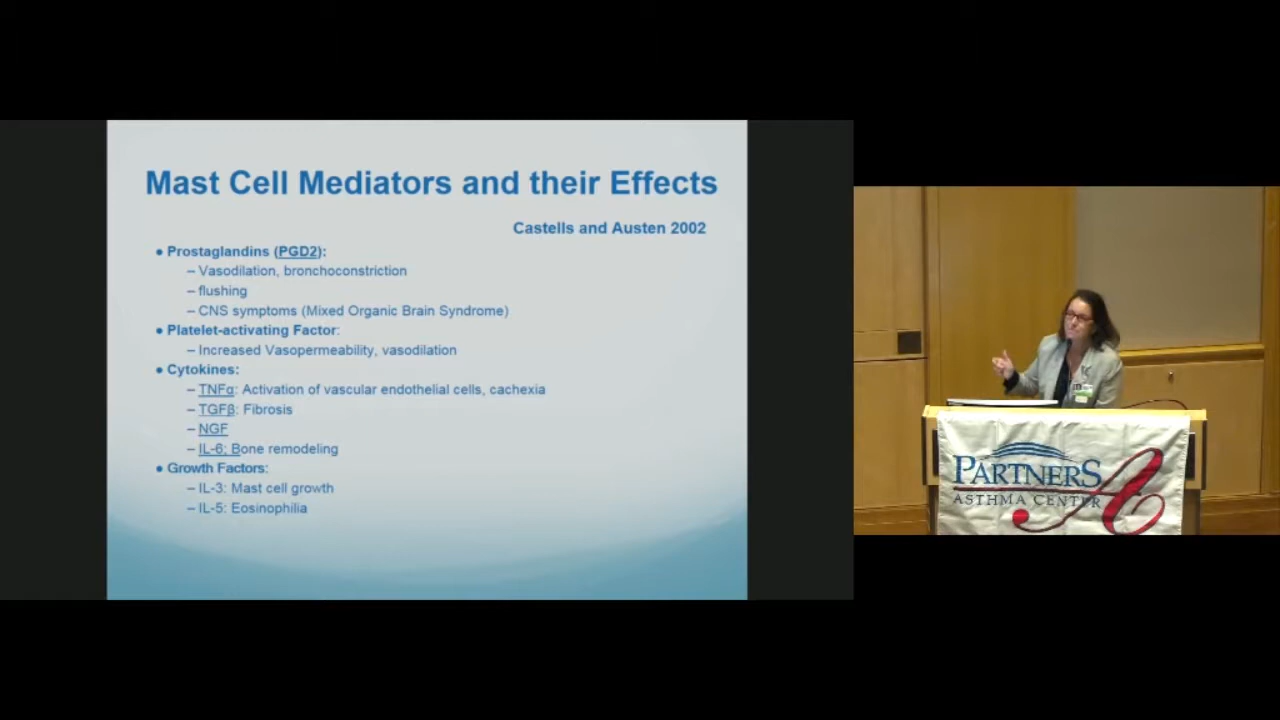 Mast Cell Mediators and their Effects
Castells and Austen 2002
● Prostaglandins (PGD2):
– Vasodilation, bronchoconstriction
– flushing
– CNS symptoms (Mixed Organic Brain Syndrome)
● Platelet-activating Factor:
– Increased Vasopermeability, vasodilation
● Cytokines:
– TNFα: Activation of vascular endothelial cells, cachexia
– TGFβ: Fibrosis
– NGF
– IL-6; Bone remodeling
● Growth Factors:
– IL-3: Mast cell growth
– IL-5: Eosinophilia
PARTNERS
ASTHMA CENTER
A